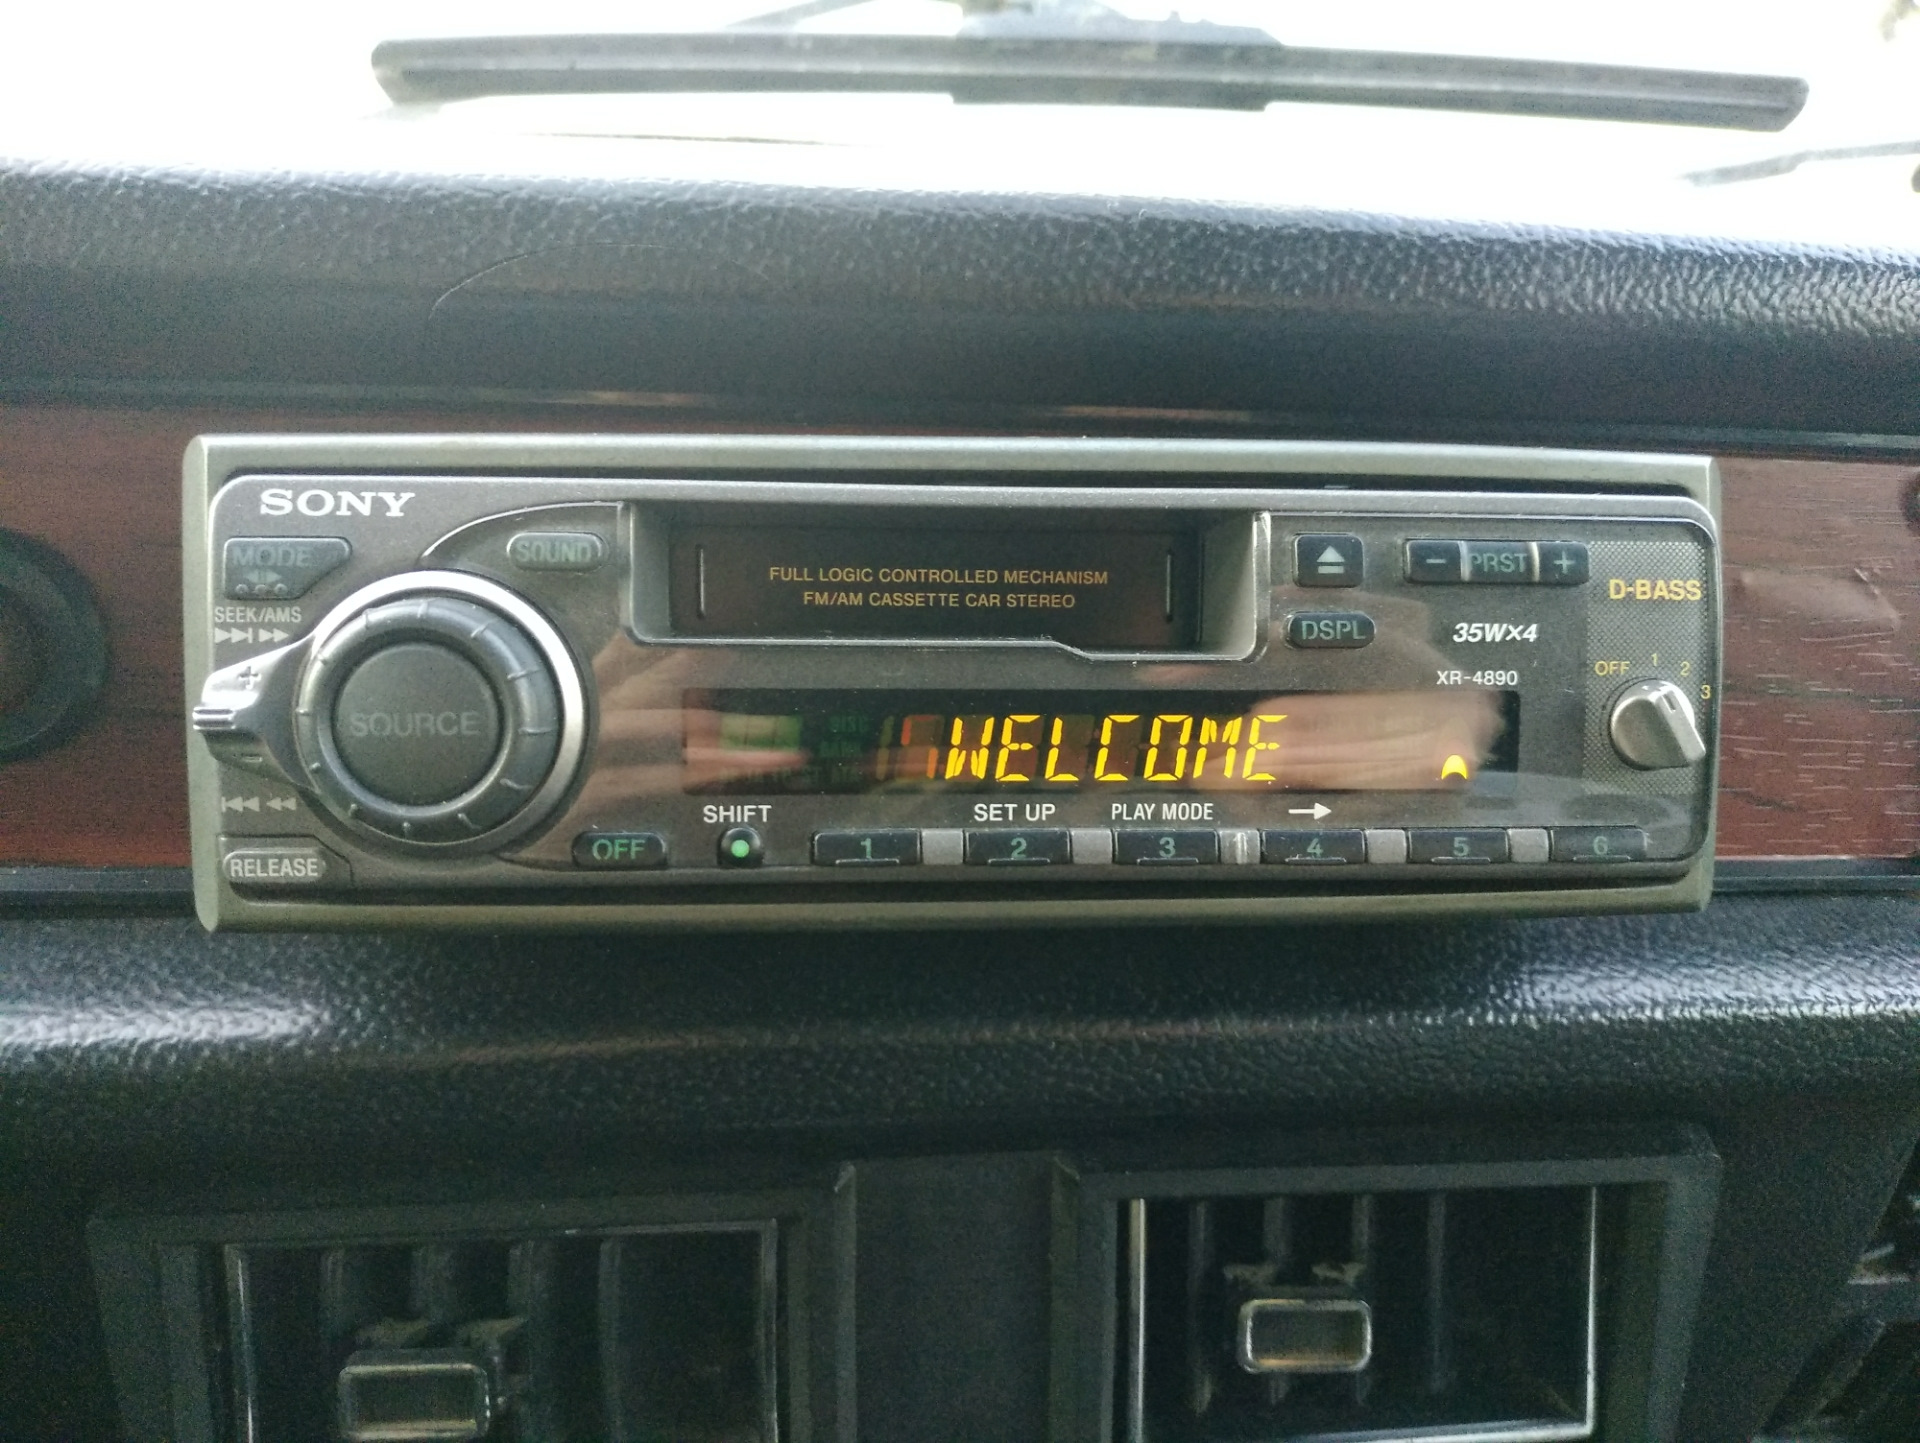 SONY
MODE
SOUND
FULL LOGIC CONTROLLED MECHANISM
FM/AM CASSETTE CAR STEREO
- PRST +
D-BASS
SEEK/AMS
DSPL
35W×4
OFF 1 2 3
XR-4890
+
SOURCE
WELCOME
-
SHIFT
SET UP
PLAY MODE
→
OFF
1 2 3 4 5 6
RELEASE